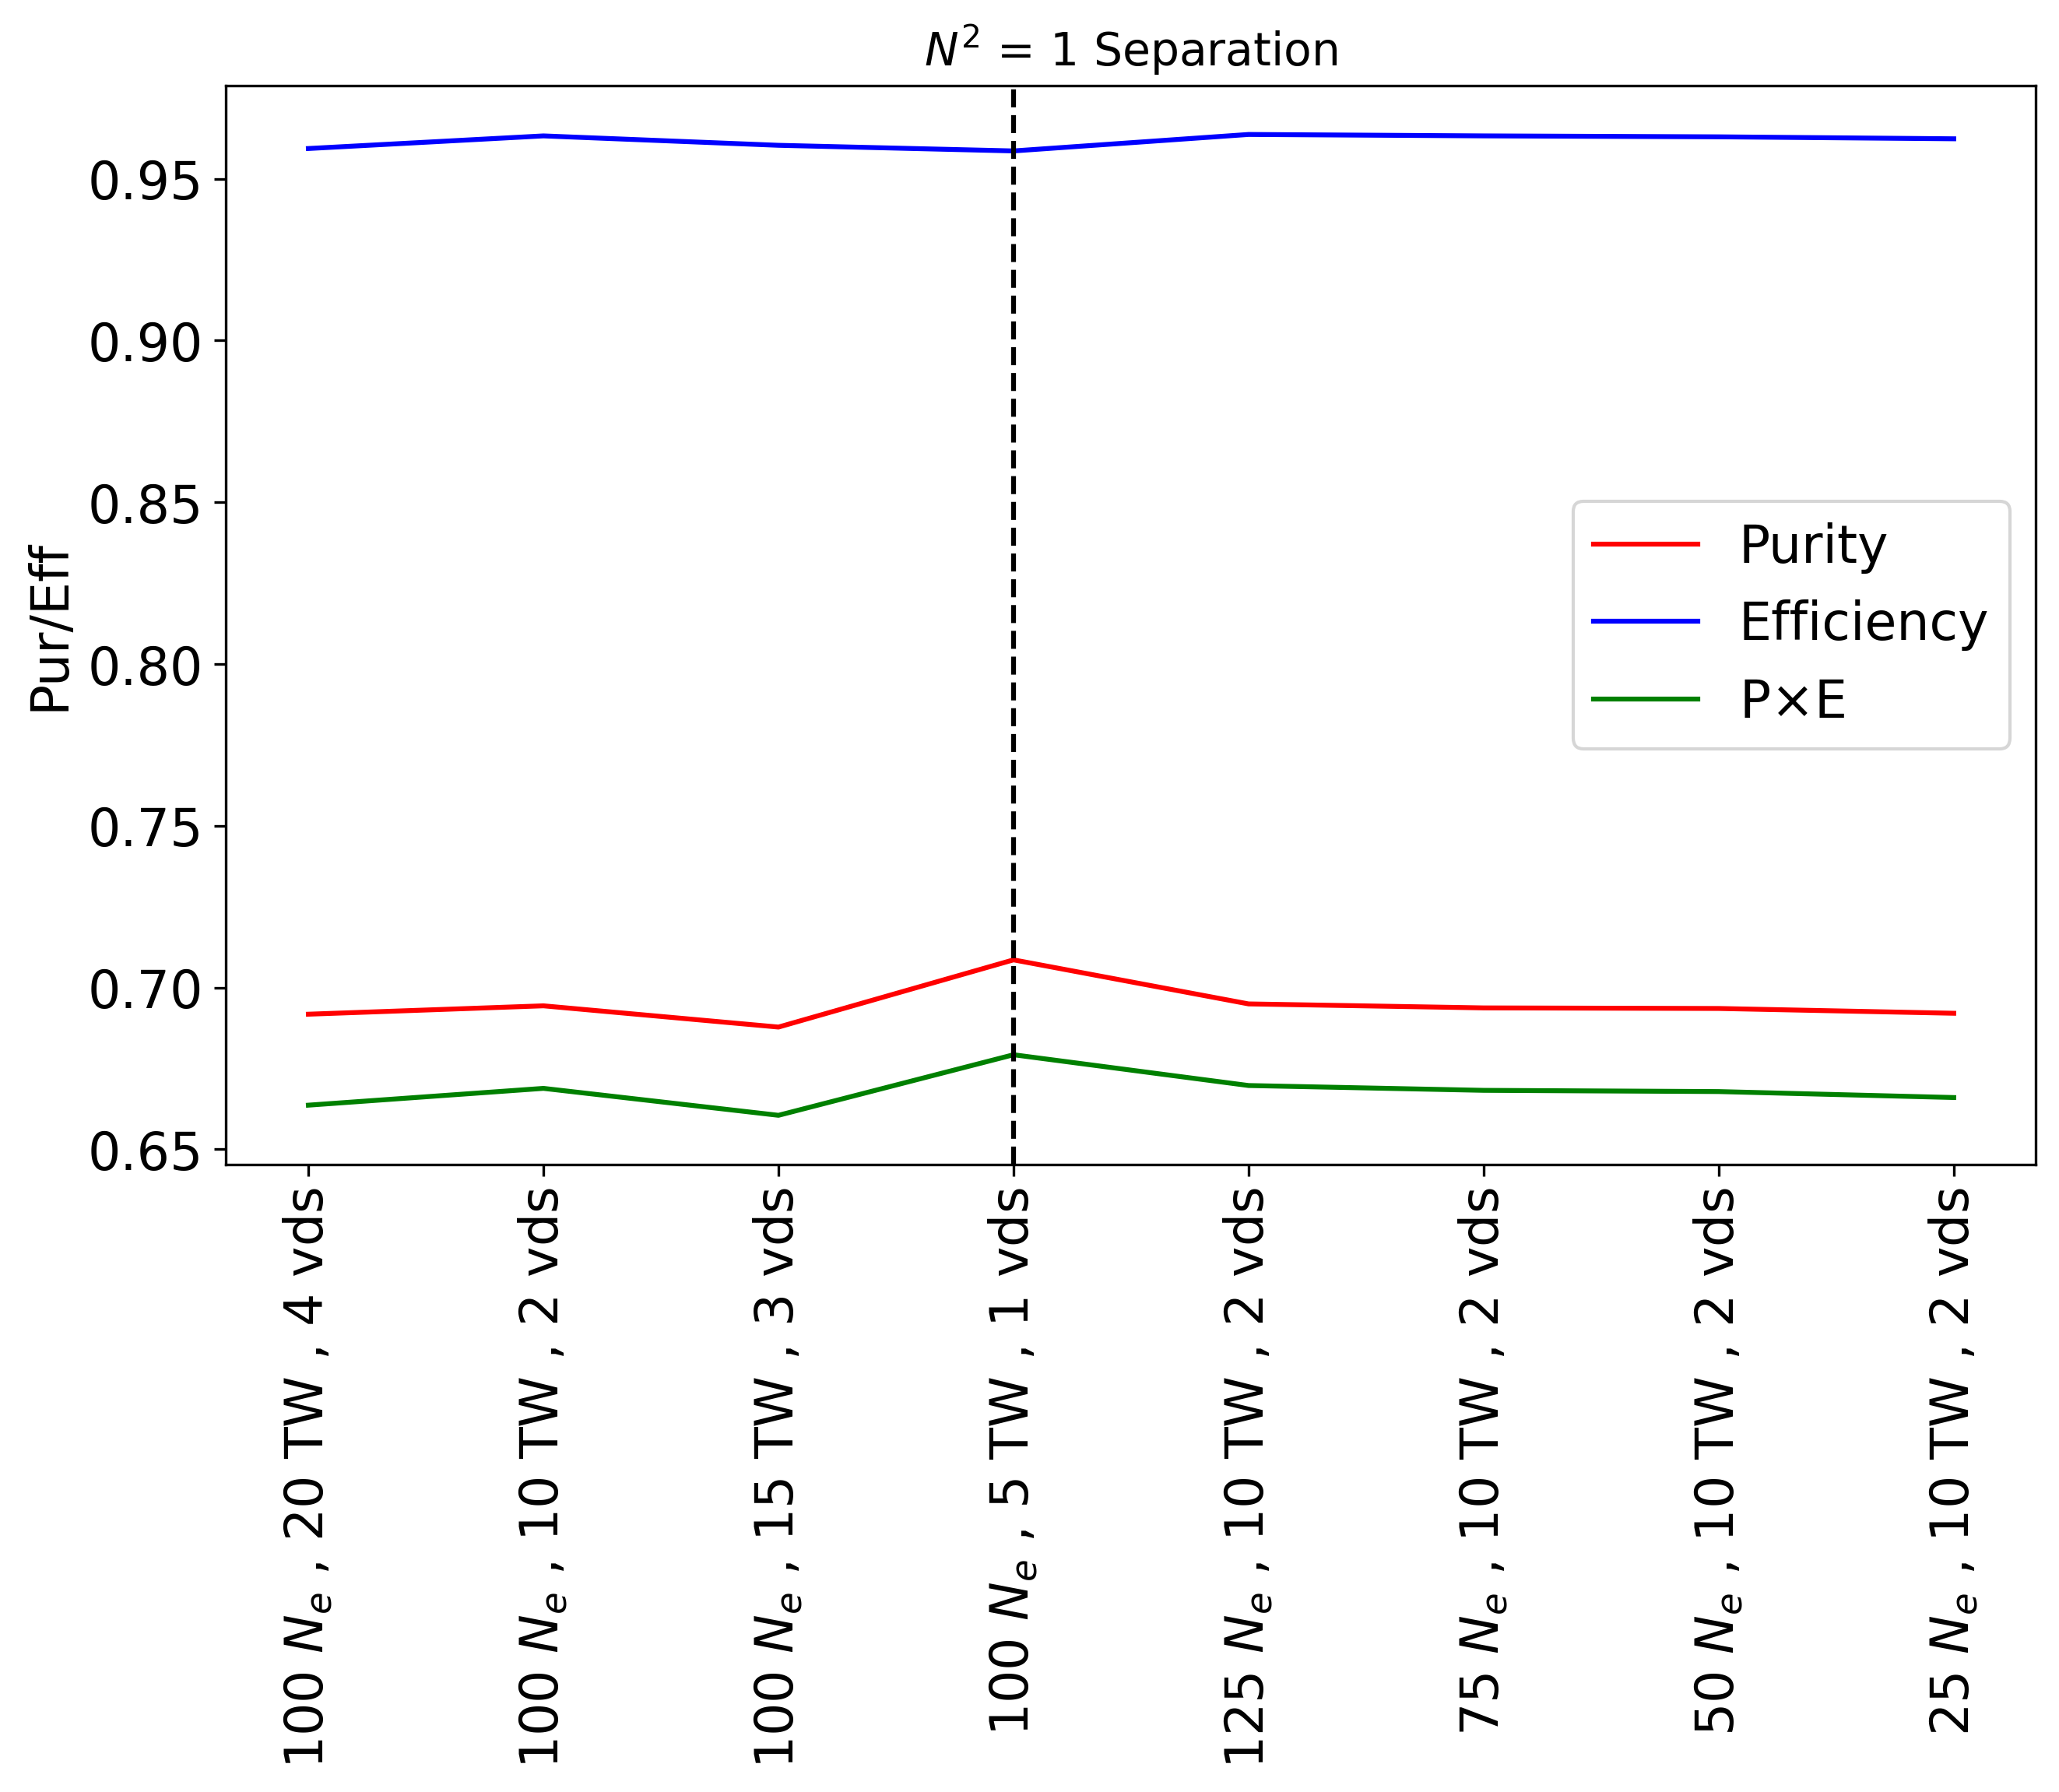 N² = 1 Separation
Pur/Eff
0.95
0.90
0.85
0.80
0.75
0.70
0.65
Purity
Efficiency
P×E
100 Nₑ , 20 TW , 4 vds
100 Nₑ , 10 TW , 2 vds
100 Nₑ , 15 TW , 3 vds
100 Nₑ , 5 TW , 1 vds
125 Nₑ , 10 TW , 2 vds
75 Nₑ , 10 TW , 2 vds
50 Nₑ , 10 TW , 2 vds
25 Nₑ , 10 TW , 2 vds